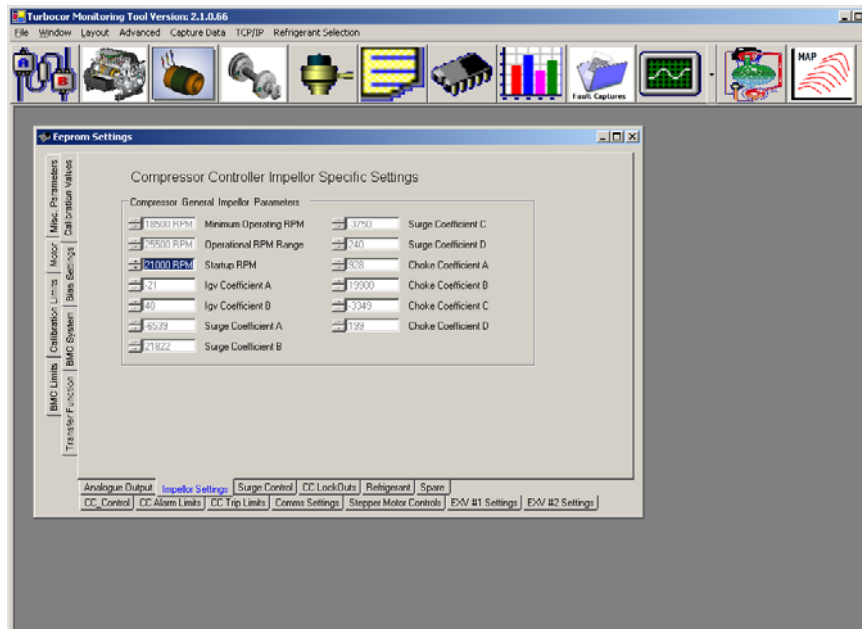 Turbocor Monitoring Tool Version: 2.1.0.66
File Window Layout Advanced Capture Data TCP/IP Refrigerant Selection
A
B
Fault Captures
MAP
Eeprom Settings
Misc. Parameters
Motor
Calibration Limits
BMC Limits
Calibration Values
Bias Settings
BMC System
Transfer Function
Compressor Controller Impellor Specific Settings
Compressor General Impellor Parameters
18500 RPM Minimum Operating RPM -3750 Surge Coefficient C
25500 RPM Operational RPM Range 240 Surge Coefficient D
21000 RPM Startup RPM 928 Choke Coefficient A
-21 Igv Coefficient A 19900 Choke Coefficient B
40 Igv Coefficient B -3349 Choke Coefficient C
-6539 Surge Coefficient A 199 Choke Coefficient D
21822 Surge Coefficient B
Analogue Output Impellor Settings Surge Control CC LockOuts Refrigerant Spare
CC_Control CC Alarm Limits CC Trip Limits Comms Settings Stepper Motor Controls EXV #1 Settings EXV #2 Settings